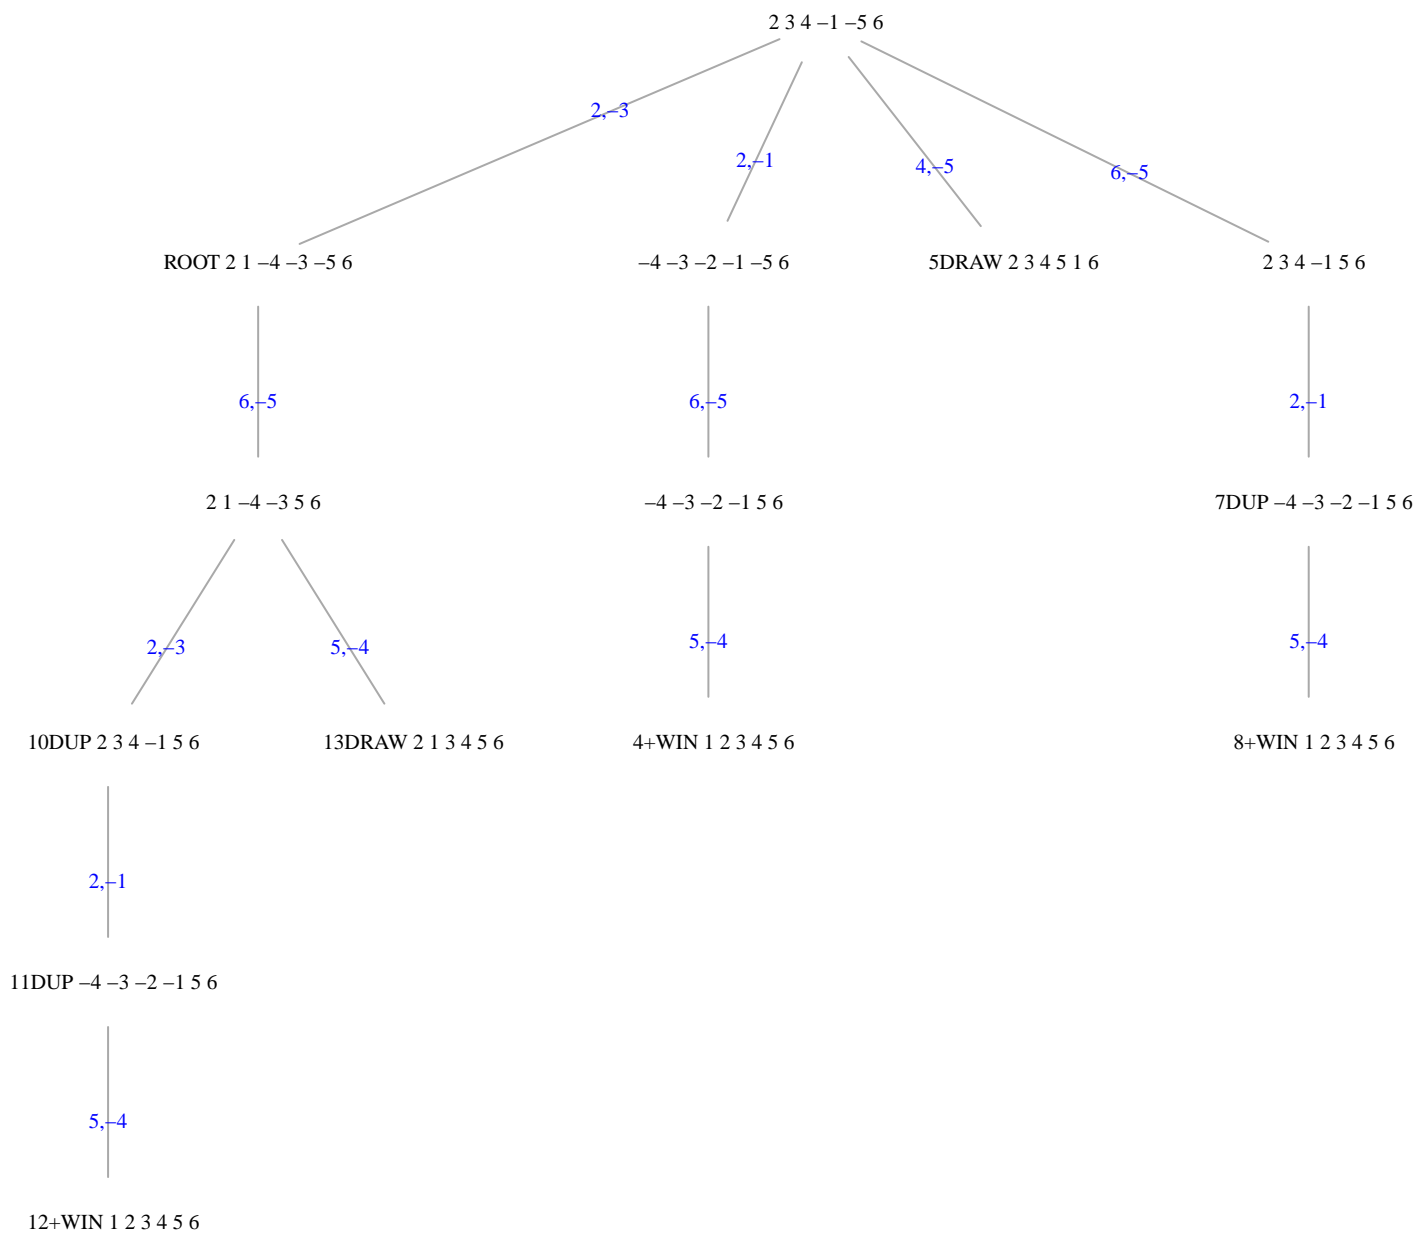 2 3 4 –1 –5 6
2,–3
2,–1
4,–5
6,–5
ROOT 2 1 –4 –3 –5 6
–4 –3 –2 –1 –5 6
5DRAW 2 3 4 5 1 6
2 3 4 –1 5 6
6,–5
6,–5
2,–1
2 1 –4 –3 5 6
–4 –3 –2 –1 5 6
7DUP –4 –3 –2 –1 5 6
2,–3
5,–4
5,–4
5,–4
10DUP 2 3 4 –1 5 6
13DRAW 2 1 3 4 5 6
4+WIN 1 2 3 4 5 6
8+WIN 1 2 3 4 5 6
2,–1
11DUP –4 –3 –2 –1 5 6
5,–4
12+WIN 1 2 3 4 5 6